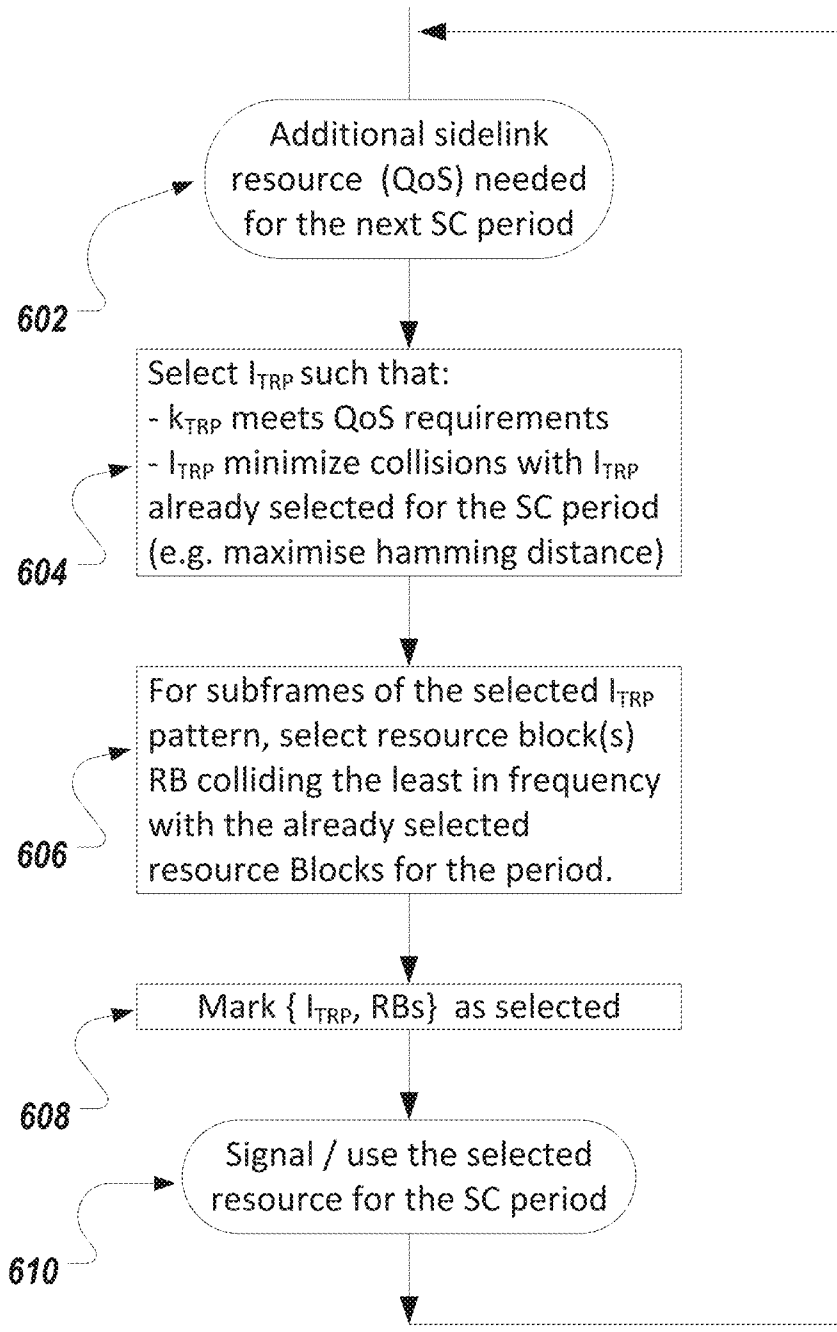 Additional sidelink
resource (QoS) needed
for the next SC period
602
Select I_TRP such that:
- k_TRP meets QoS requirements
- I_TRP minimize collisions with I_TRP
already selected for the SC period
(e.g. maximise hamming distance)
604
For subframes of the selected I_TRP
pattern, select resource block(s)
RB colliding the least in frequency
with the already selected
resource Blocks for the period.
606
Mark { I_TRP, RBs} as selected
608
Signal / use the selected
resource for the SC period
610